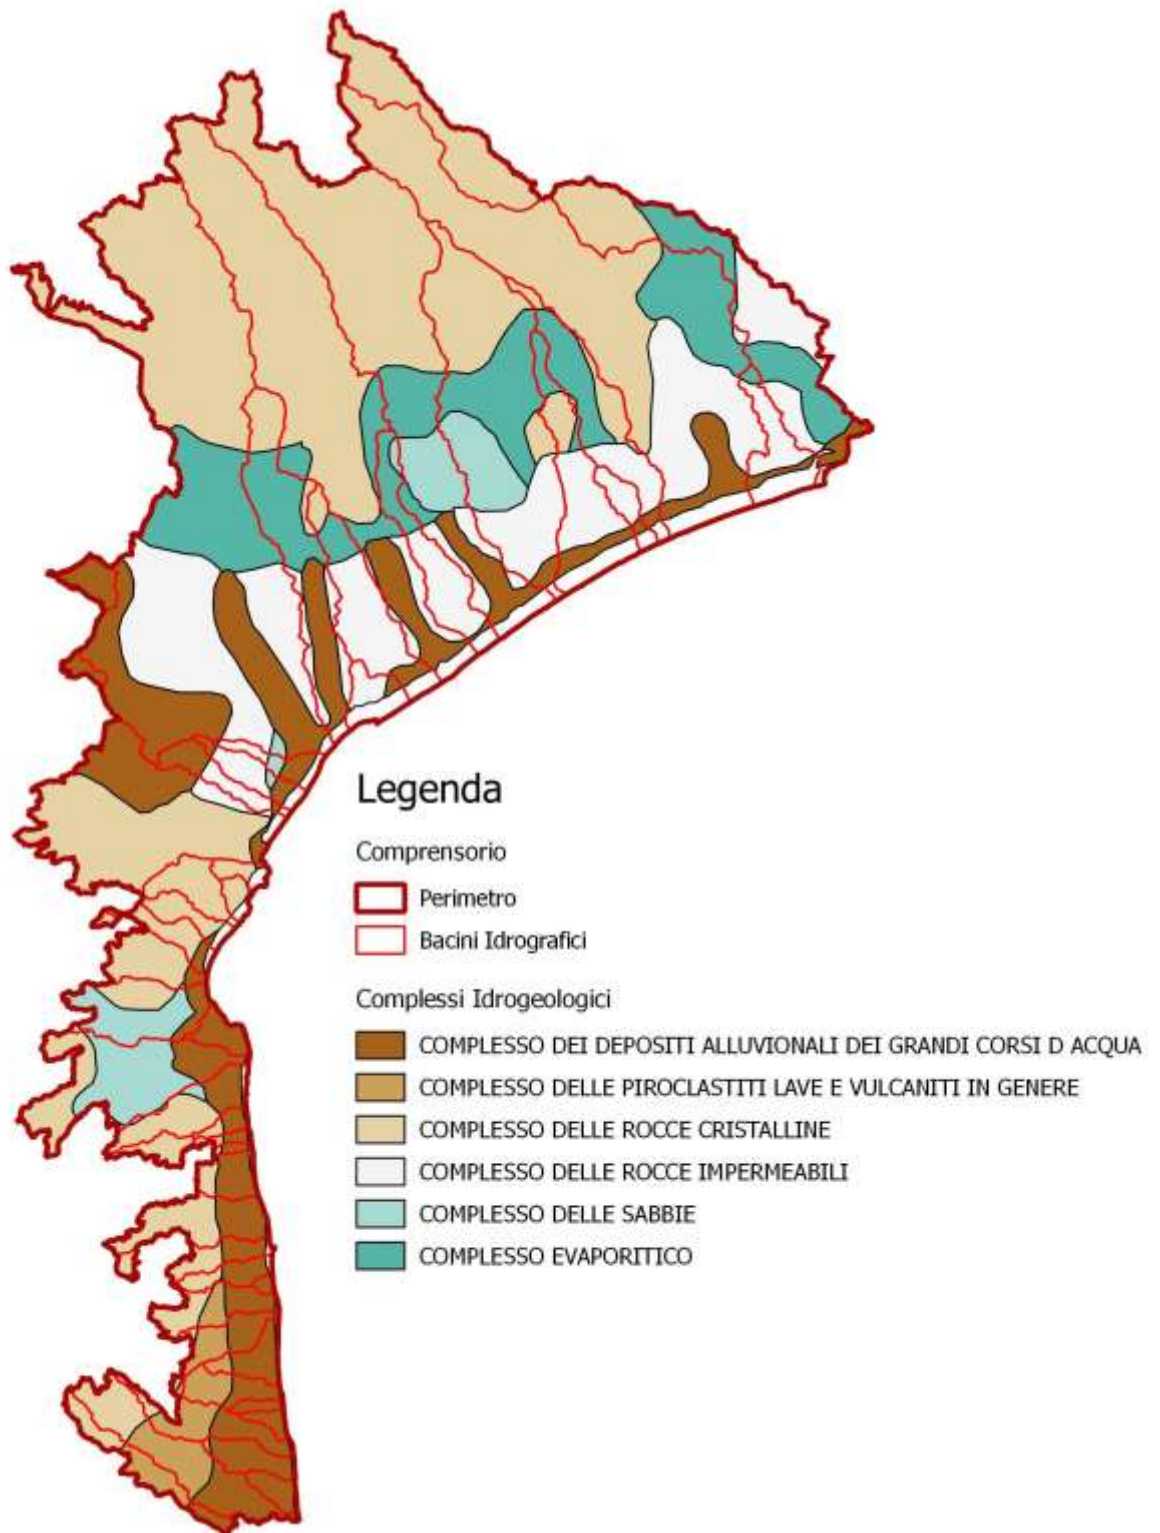 Legenda
Comprensorio
Perimetro
Bacini Idrografici
Complessi Idrogeologici
COMPLESSO DEI DEPOSITI ALLUVIONALI DEI GRANDI CORSI D ACQUA
COMPLESSO DELLE PIROCLASTITI LAVE E VULCANITI IN GENERE
COMPLESSO DELLE ROCCE CRISTALLINE
COMPLESSO DELLE ROCCE IMPERMEABILI
COMPLESSO DELLE SABBIE
COMPLESSO EVAPORITICO